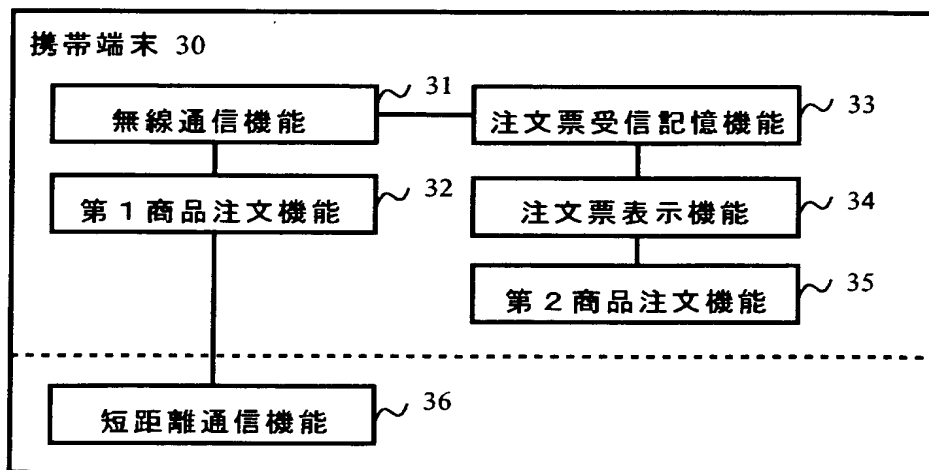 携帯端末 30
無線通信機能
31
注文票受信記憶機能
33
第1商品注文機能
32
注文票表示機能
34
第2商品注文機能
35
短距離通信機能
36